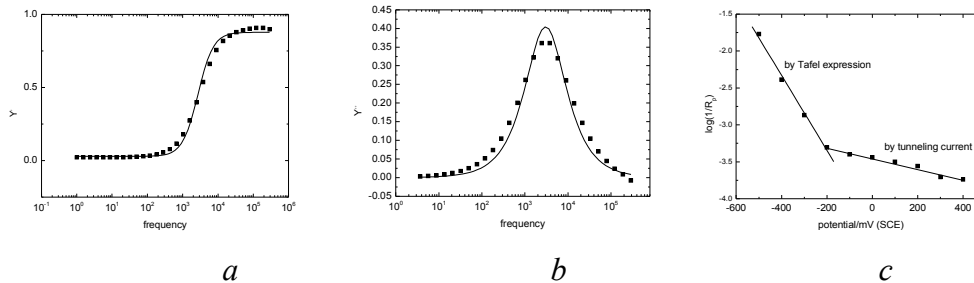 1.0
0.5
0.0
Y'
10⁻¹ 10⁰ 10¹ 10² 10³ 10⁴ 10⁵ 10⁶
frequency
a
0.45
0.40
0.35
0.30
0.25
0.20
0.15
0.10
0.05
0.00
Y''
10⁰ 10¹ 10² 10³ 10⁴ 10⁵
frequency
b
-1.5
-2.0
-2.5
-3.0
-3.5
-4.0
log(1/Rₚ)
by Tafel expression
by tunneling current
-600 -400 -200 0 200 400
potential/mV (SCE)
c